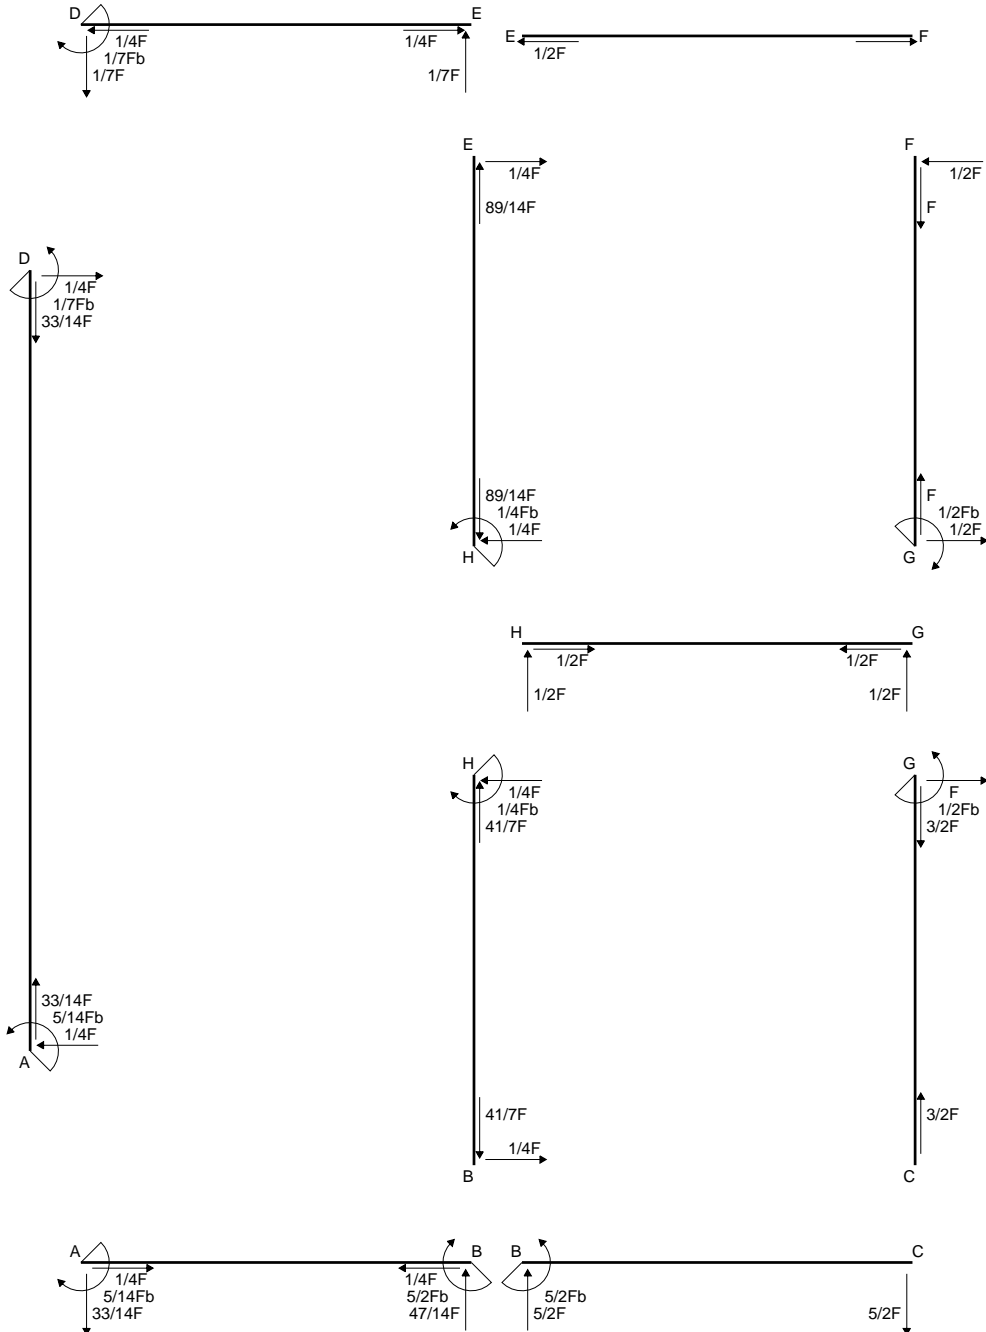 D
E
1/4F
1/4F
1/7Fb
1/7F
1/7F
E
F
1/2F
E
1/4F
89/14F
F
1/2F
F
D
1/4F
1/7Fb
33/14F
89/14F
1/4Fb
1/4F
H
F
1/2Fb
1/2F
G
H
G
1/2F
1/2F
1/2F
1/2F
H
1/4F
1/4Fb
41/7F
G
F
1/2Fb
3/2F
33/14F
5/14Fb
1/4F
A
41/7F
1/4F
B
3/2F
C
A
B
1/4F
1/4F
5/14Fb
5/2Fb
33/14F
47/14F
B
C
5/2Fb
5/2F
5/2F